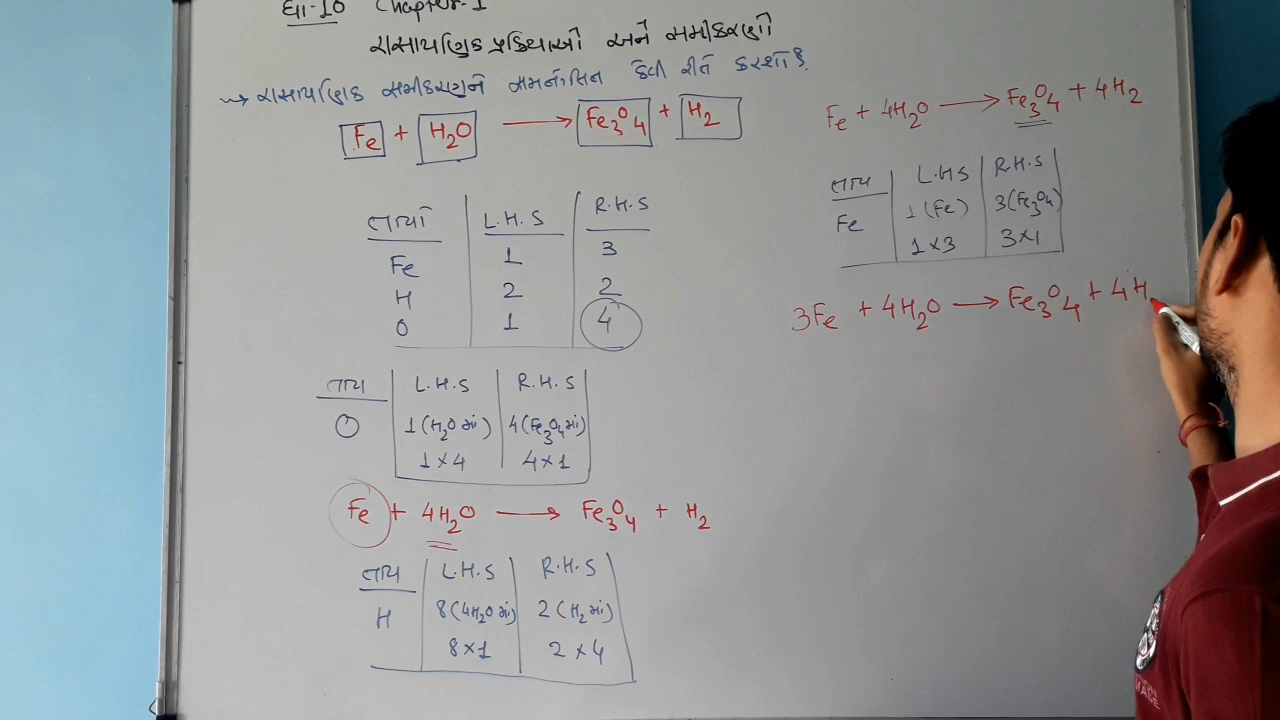 ધો-10 Chapter-1
રાસાયણિક પ્રક્રિયાઓ અને સમીકરણો
→ રાસાયણિક સમીકરણને સમતોલિત કેવી રીતે કરશો?
Fe + H₂O → Fe₃O₄ + H₂
તત્વો L.H.S R.H.S
Fe 1 3
H 2 2
O 1 4
તત્વ L.H.S R.H.S
O 1(H₂O માં) 4(Fe₃O₄માં)
1×4 4×1
Fe + 4H₂O → Fe₃O₄ + H₂
તત્વ L.H.S R.H.S
H 8(4H₂O માં) 2(H₂ માં)
8×1 2×4
Fe + 4H₂O → Fe₃O₄ + 4H₂
તત્વ L.H.S R.H.S
Fe 1(Fe) 3(Fe₃O₄)
1×3 3×1
3Fe + 4H₂O → Fe₃O₄ + 4H